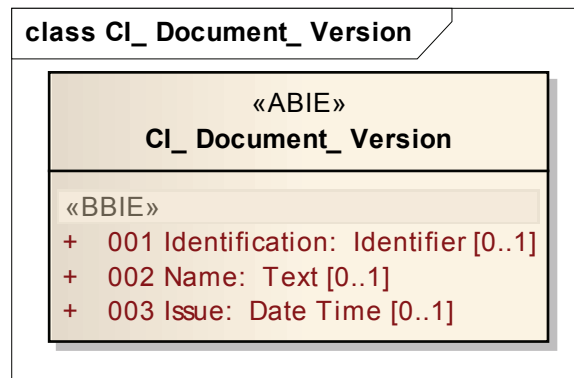 class CI_ Document_ Version
«ABIE»
CI_ Document_ Version
«BBIE»
+ 001 Identification: Identifier [0..1]
+ 002 Name: Text [0..1]
+ 003 Issue: Date Time [0..1]